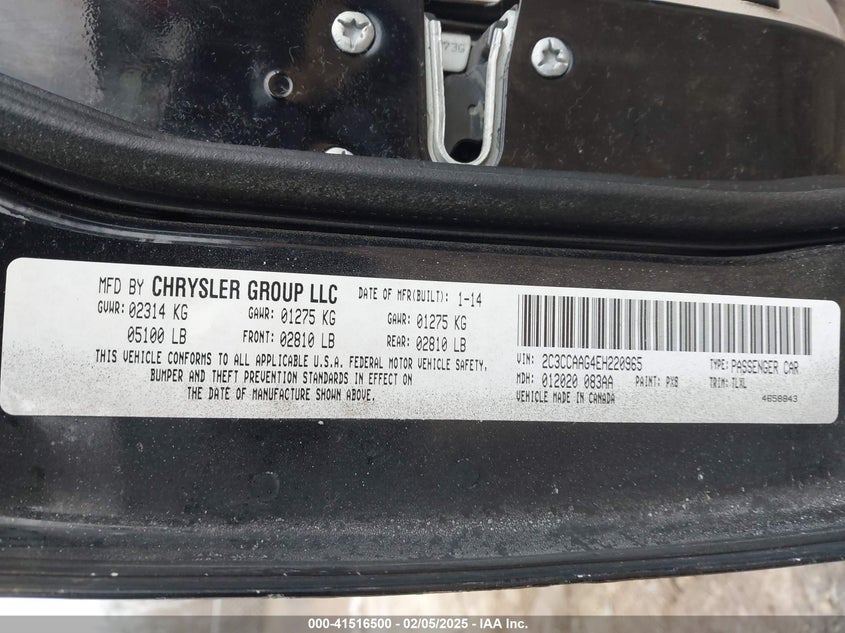 73G
MFD BY CHRYSLER GROUP LLC DATE OF MFR(BUILT): 1-14
GVWR: 02314 KG GAWR: 01275 KG GAWR: 01275 KG
05100 LB FRONT: 02810 LB REAR: 02810 LB
THIS VEHICLE CONFORMS TO ALL APPLICABLE U.S.A. FEDERAL MOTOR VEHICLE SAFETY,
BUMPER AND THEFT PREVENTION STANDARDS IN EFFECT ON
THE DATE OF MANUFACTURE SHOWN ABOVE.
VIN: 2C3CCAAG4EH220965 TYPE: PASSENGER CAR
MDH: 012020 083AA PAINT: PX8 TRIM: TLXL
VEHICLE MADE IN CANADA 4658843
000-41516500 - 02/05/2025 - IAA Inc.